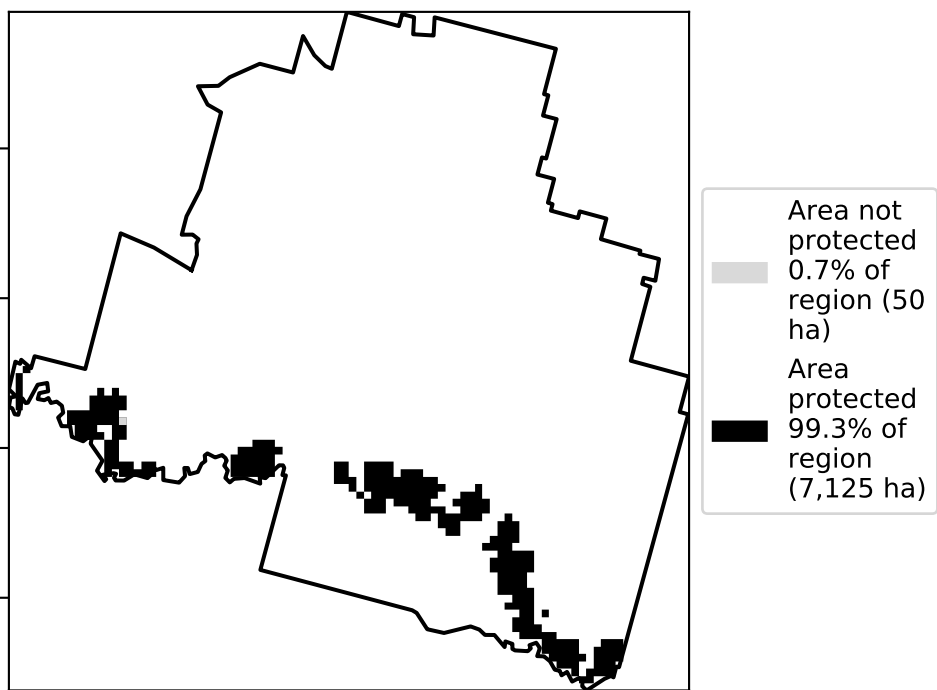 Area not
protected
0.7% of
region (50
ha)
Area
protected
99.3% of
region
(7,125 ha)